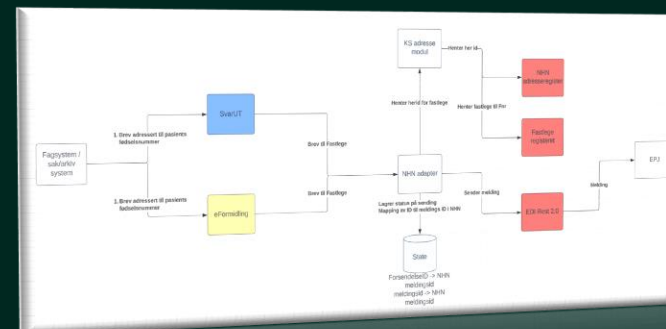 KS adresse
modul
Henter her id
NHN
adresseregister
Henter fastlege til Pnr
Henter herid for fastlege
Fastlege
registeret
SvarUT
1. Brev adressert til pasients
fødselsnummer
Brev til Fastlege
Fagsystem /
sak/arkiv
system
NHN adapter
EPJ
Sender melding
Melding
1. Brev adressert til pasients
fødselsnummer
Brev til Fastlege
eFormidling
Lagrer status på sending
Mapping av ID til meldings ID i NHN
EDI Rest 2.0
State
ForsendelseID -> NHN
meldingsid
meldingsid -> NHN
meldingsid